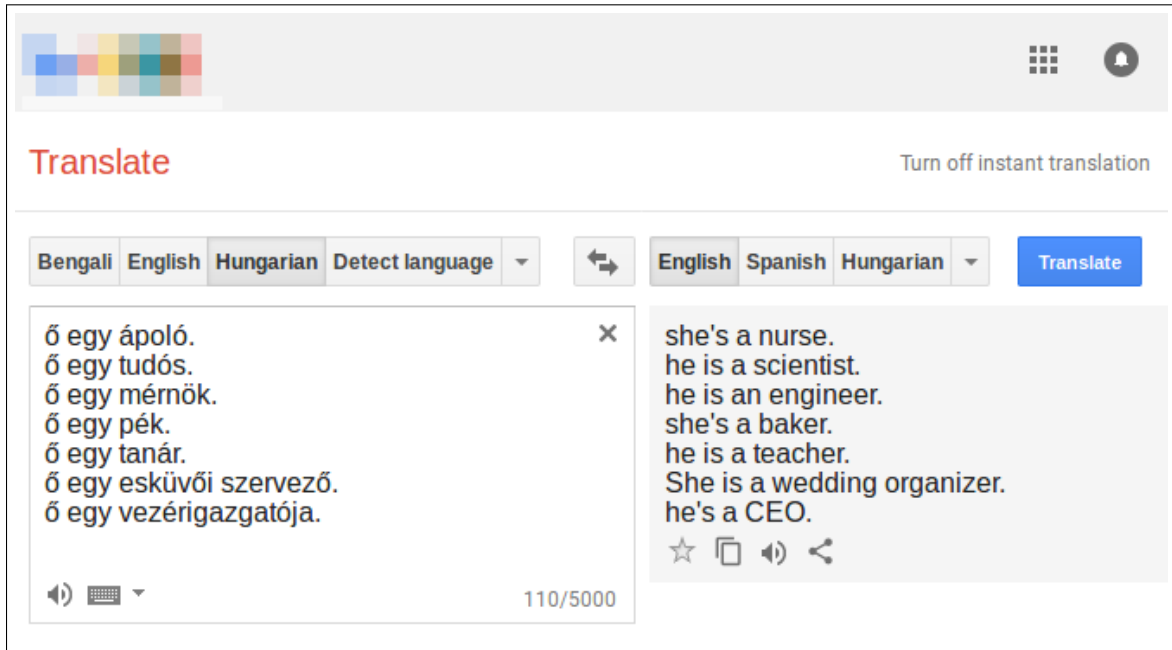 Translate
Turn off instant translation
Bengali English Hungarian Detect language
English Spanish Hungarian
Translate
ő egy ápoló.
ő egy tudós.
ő egy mérnök.
ő egy pék.
ő egy tanár.
ő egy esküvői szervező.
ő egy vezérigazgatója.
110/5000
she's a nurse.
he is a scientist.
he is an engineer.
she's a baker.
he is a teacher.
She is a wedding organizer.
he's a CEO.